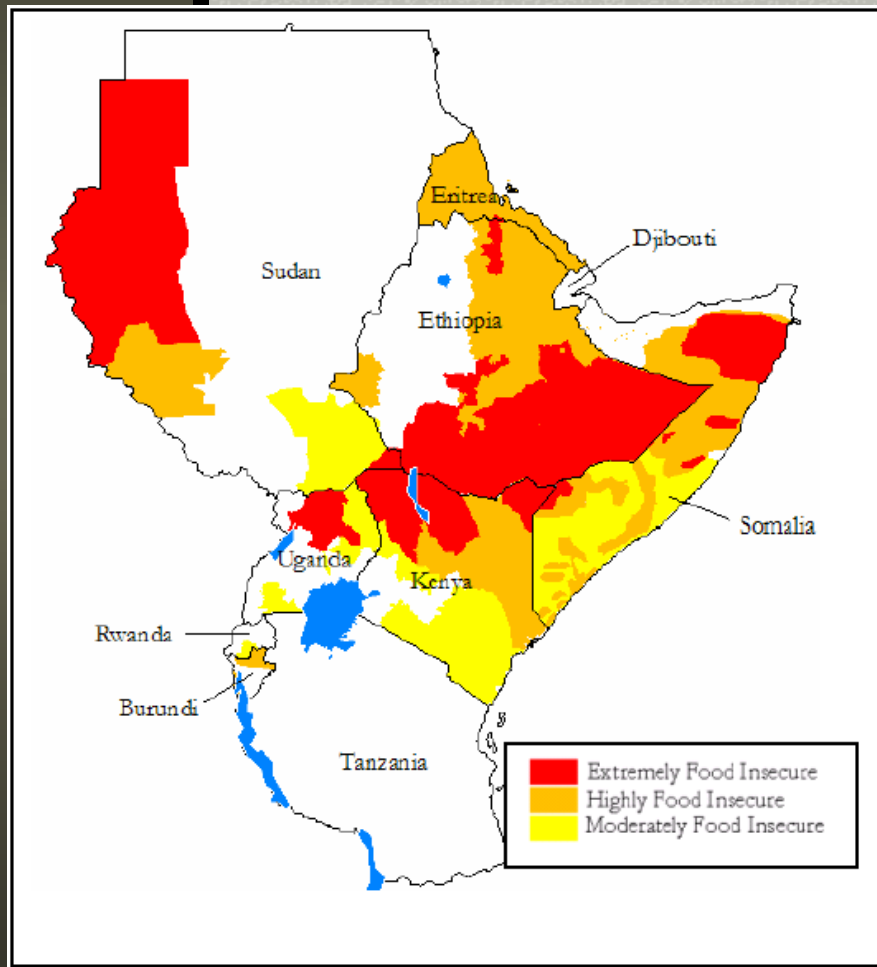 Eritrea
Djibouti
Sudan
Ethiopia
Somalia
Uganda
Kenya
Rwanda
Burundi
Tanzania
Extremely Food Insecure
Highly Food Insecure
Moderately Food Insecure